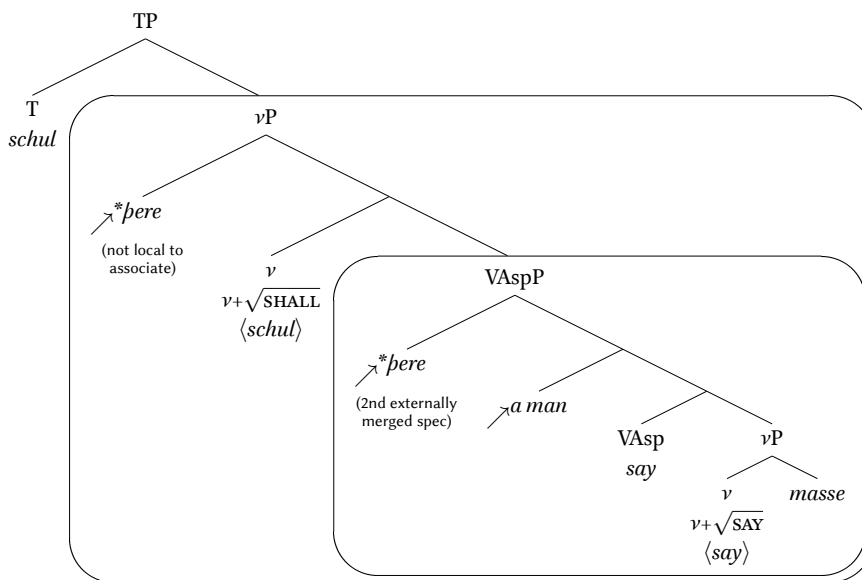 TP
T
schul
vP
*þere
(not local to
associate)
v
v+√SHALL
⟨schul⟩
VAspP
*þere
(2nd externally
merged spec)
a man
VAsp
say
vP
v
v+√SAY
⟨say⟩
masse